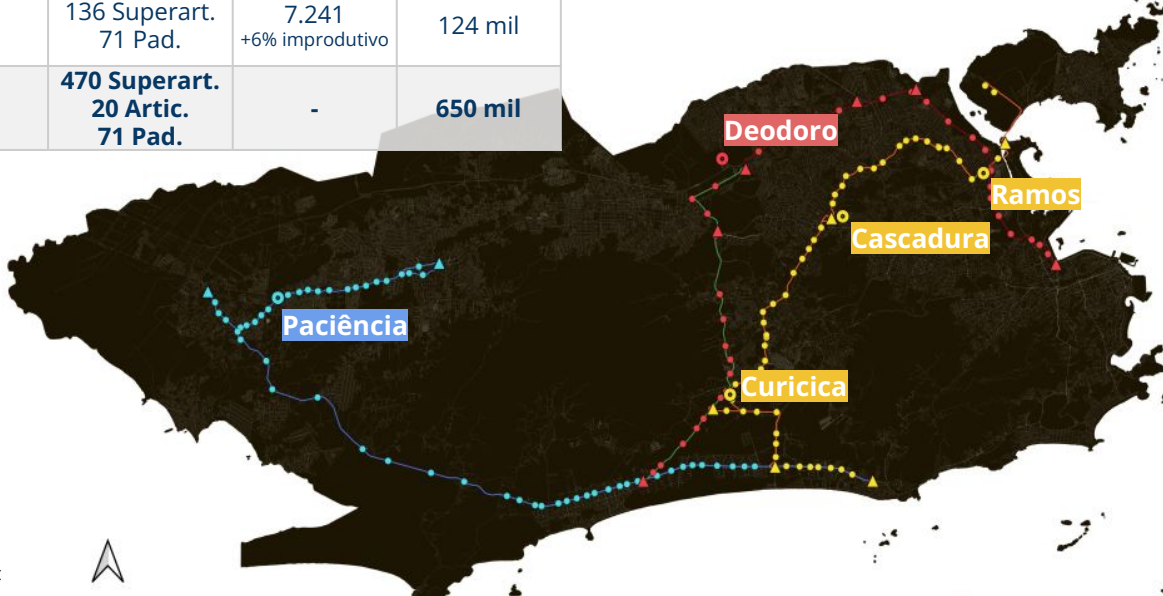 136 Superart.
71 Pad.
7.241
+6% improdutivo
124 mil
470 Superart.
20 Artic.
71 Pad.
-
650 mil
Deodoro
Ramos
Cascadura
Paciência
Curicica